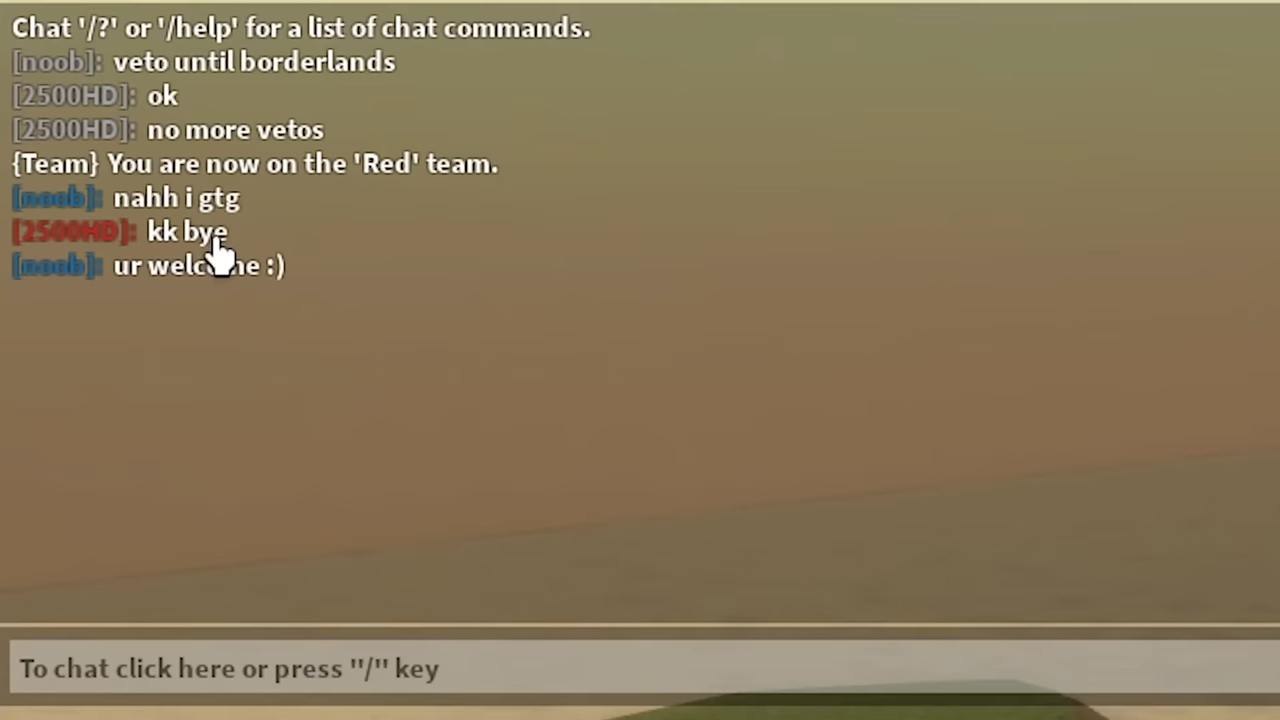 Chat '/?' or '/help' for a list of chat commands.
[noob]: veto until borderlands
[2500HD]: ok
[2500HD]: no more vetos
{Team} You are now on the 'Red' team.
[noob]: nahh i gtg
[2500HD]: kk bye
[noob]: ur welcome :)
To chat click here or press "/" key